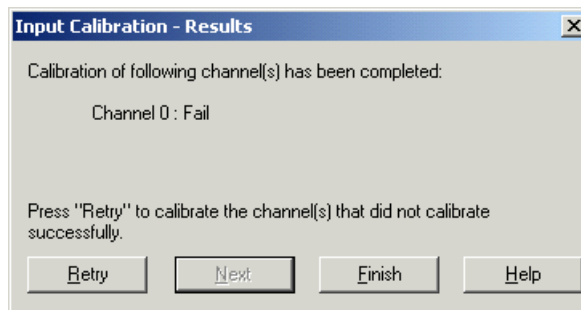 Input Calibration - Results
Calibration of following channel(s) has been completed:
Channel 0 : Fail
Press "Retry" to calibrate the channel(s) that did not calibrate
successfully.
Retry
Next
Finish
Help